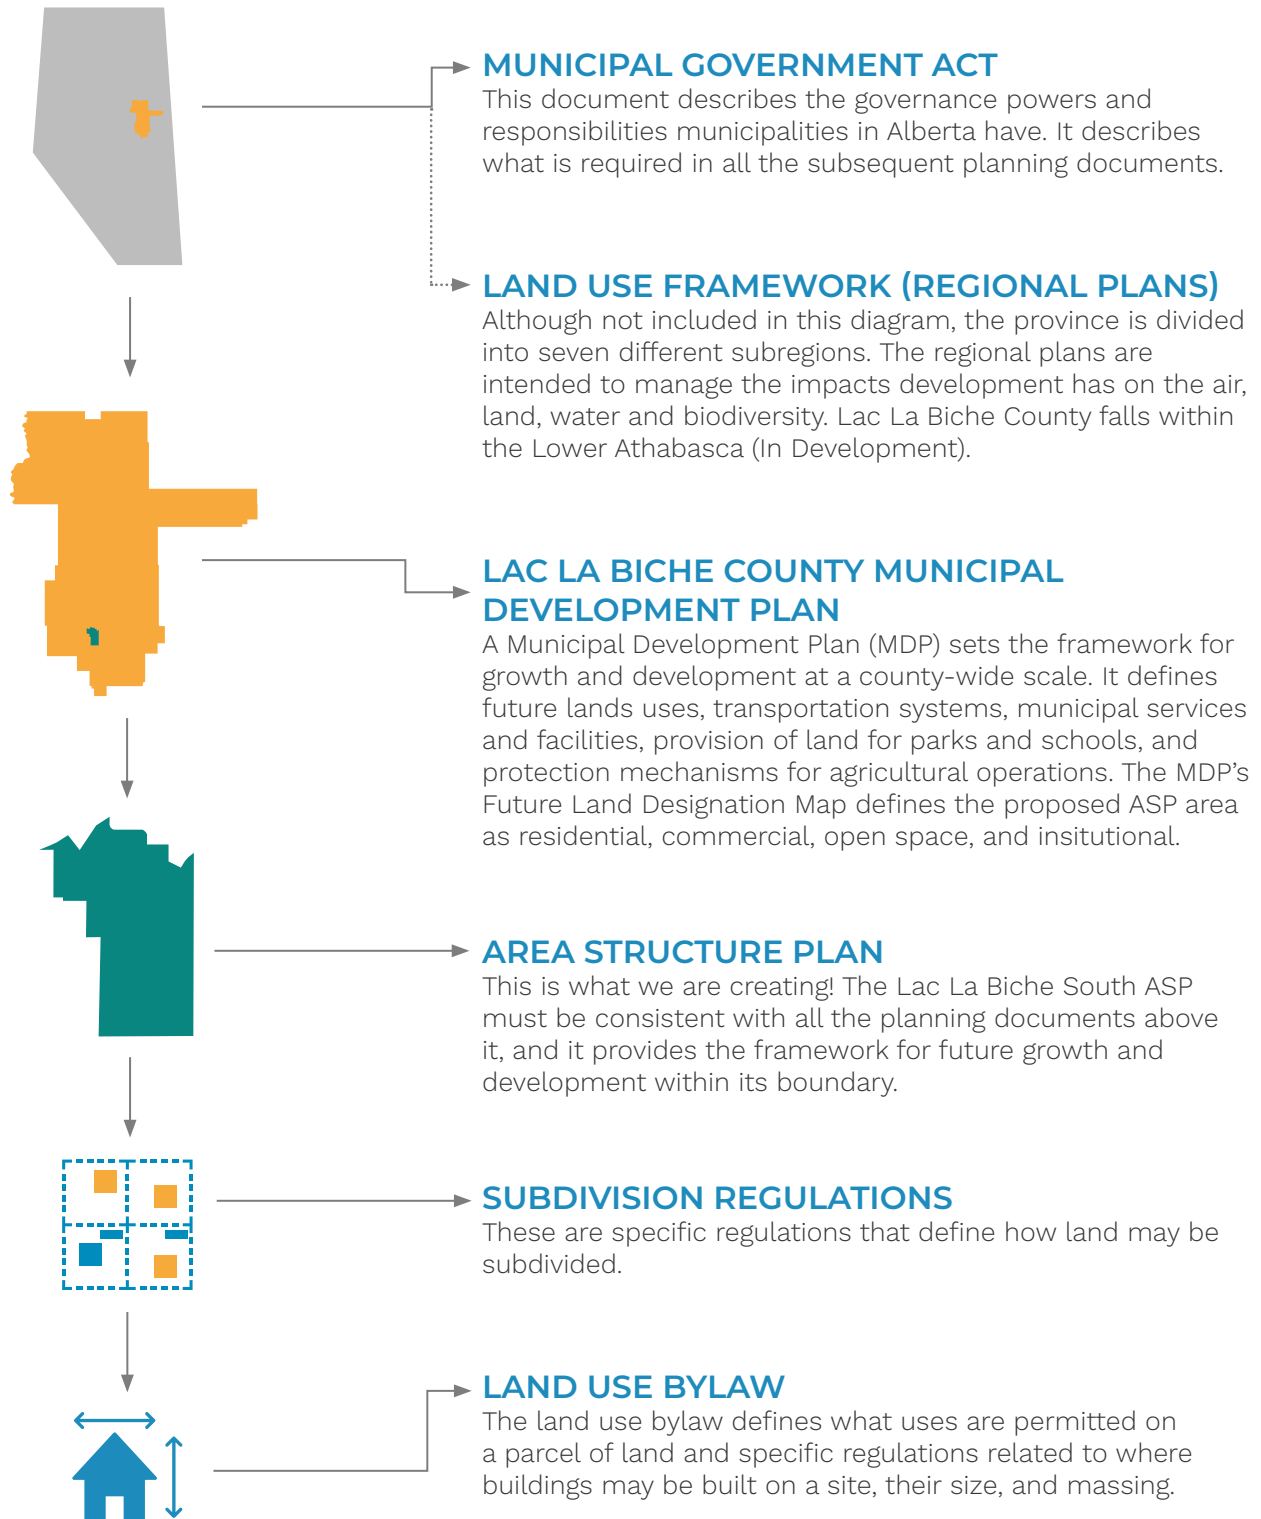 MUNICIPAL GOVERNMENT ACT
This document describes the governance powers and
responsibilities municipalities in Alberta have. It describes
what is required in all the subsequent planning documents.
LAND USE FRAMEWORK (REGIONAL PLANS)
Although not included in this diagram, the province is divided
into seven different subregions. The regional plans are
intended to manage the impacts development has on the air,
land, water and biodiversity. Lac La Biche County falls within
the Lower Athabasca (In Development).
LAC LA BICHE COUNTY MUNICIPAL
DEVELOPMENT PLAN
A Municipal Development Plan (MDP) sets the framework for
growth and development at a county-wide scale. It defines
future lands uses, transportation systems, municipal services
and facilities, provision of land for parks and schools, and
protection mechanisms for agricultural operations. The MDP’s
Future Land Designation Map defines the proposed ASP area
as residential, commercial, open space, and insitutional.
AREA STRUCTURE PLAN
This is what we are creating! The Lac La Biche South ASP
must be consistent with all the planning documents above
it, and it provides the framework for future growth and
development within its boundary.
SUBDIVISION REGULATIONS
These are specific regulations that define how land may be
subdivided.
LAND USE BYLAW
The land use bylaw defines what uses are permitted on
a parcel of land and specific regulations related to where
buildings may be built on a site, their size, and massing.